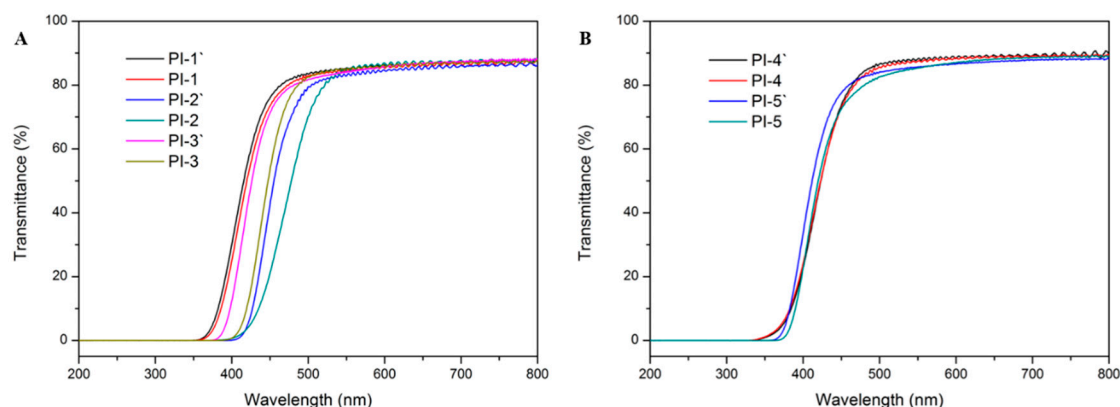 A
100
80
60
40
20
0
Transmittance (%)
PI-1`
PI-1
PI-2`
PI-2
PI-3`
PI-3
200 300 400 500 600 700 800
Wavelength (nm)
B
100
80
60
40
20
0
Transmittance (%)
PI-4`
PI-4
PI-5`
PI-5
200 300 400 500 600 700 800
Wavelength (nm)